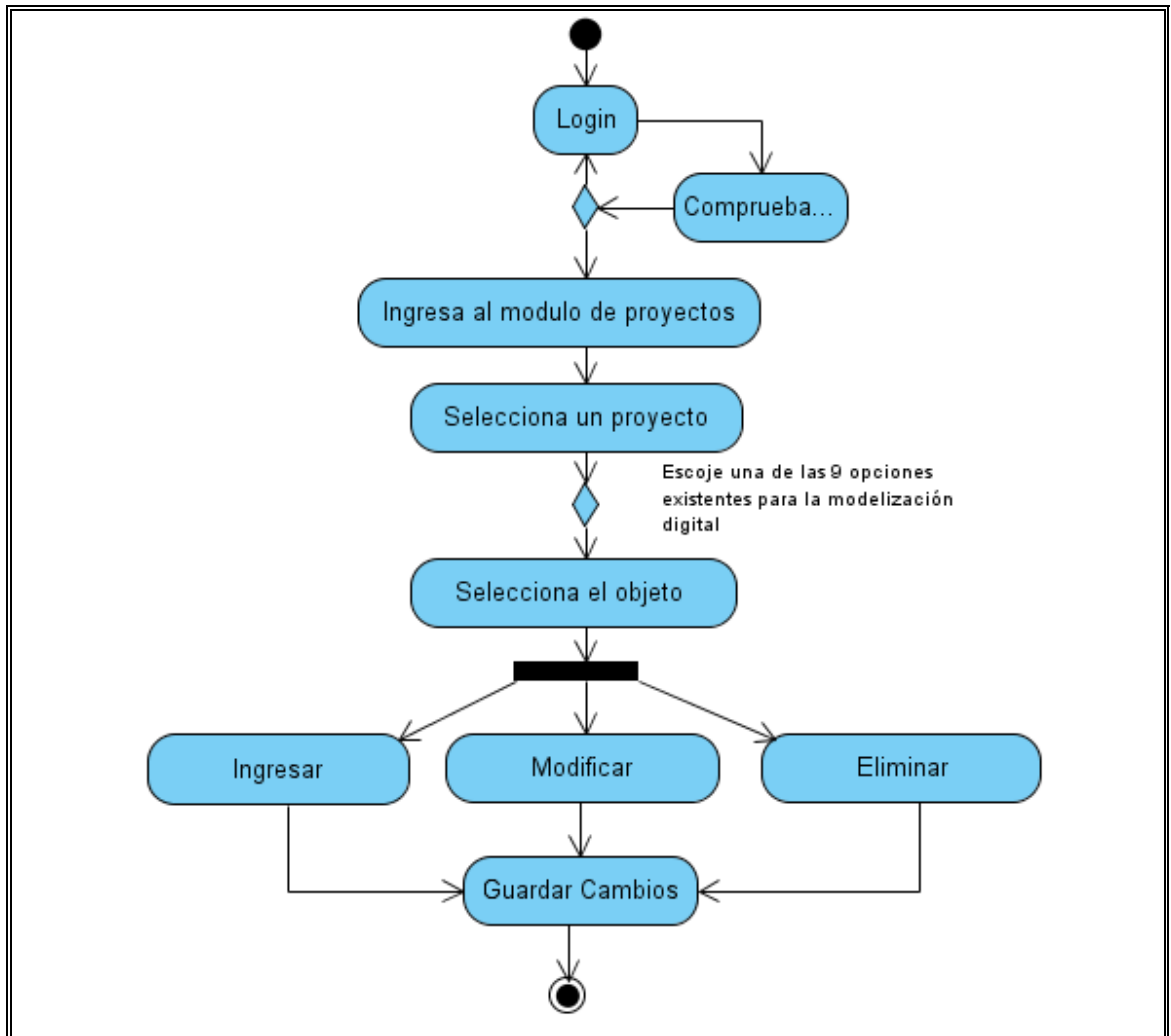 Login
Comprueba...
Ingresa al modulo de proyectos
Selecciona un proyecto
Escoje una de las 9 opciones
existentes para la modelización
digital
Selecciona el objeto
Ingresar
Modificar
Eliminar
Guardar Cambios